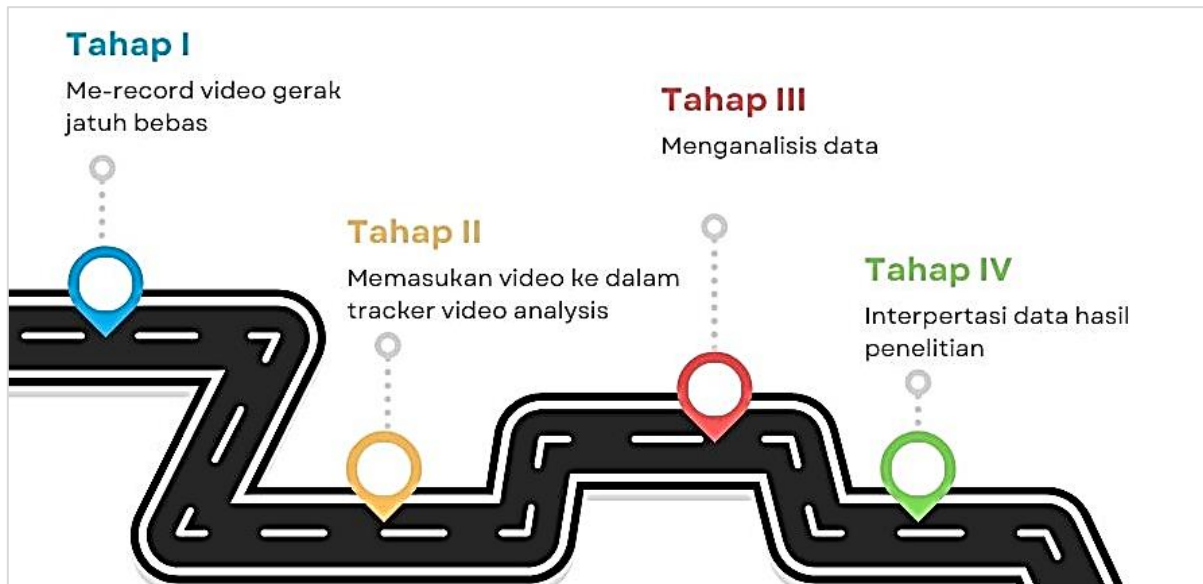 Tahap I
Me-record video gerak
jatuh bebas
Tahap II
Memasukan video ke dalam
tracker video analysis
Tahap III
Menganalisis data
Tahap IV
Interpertasi data hasil
penelitian